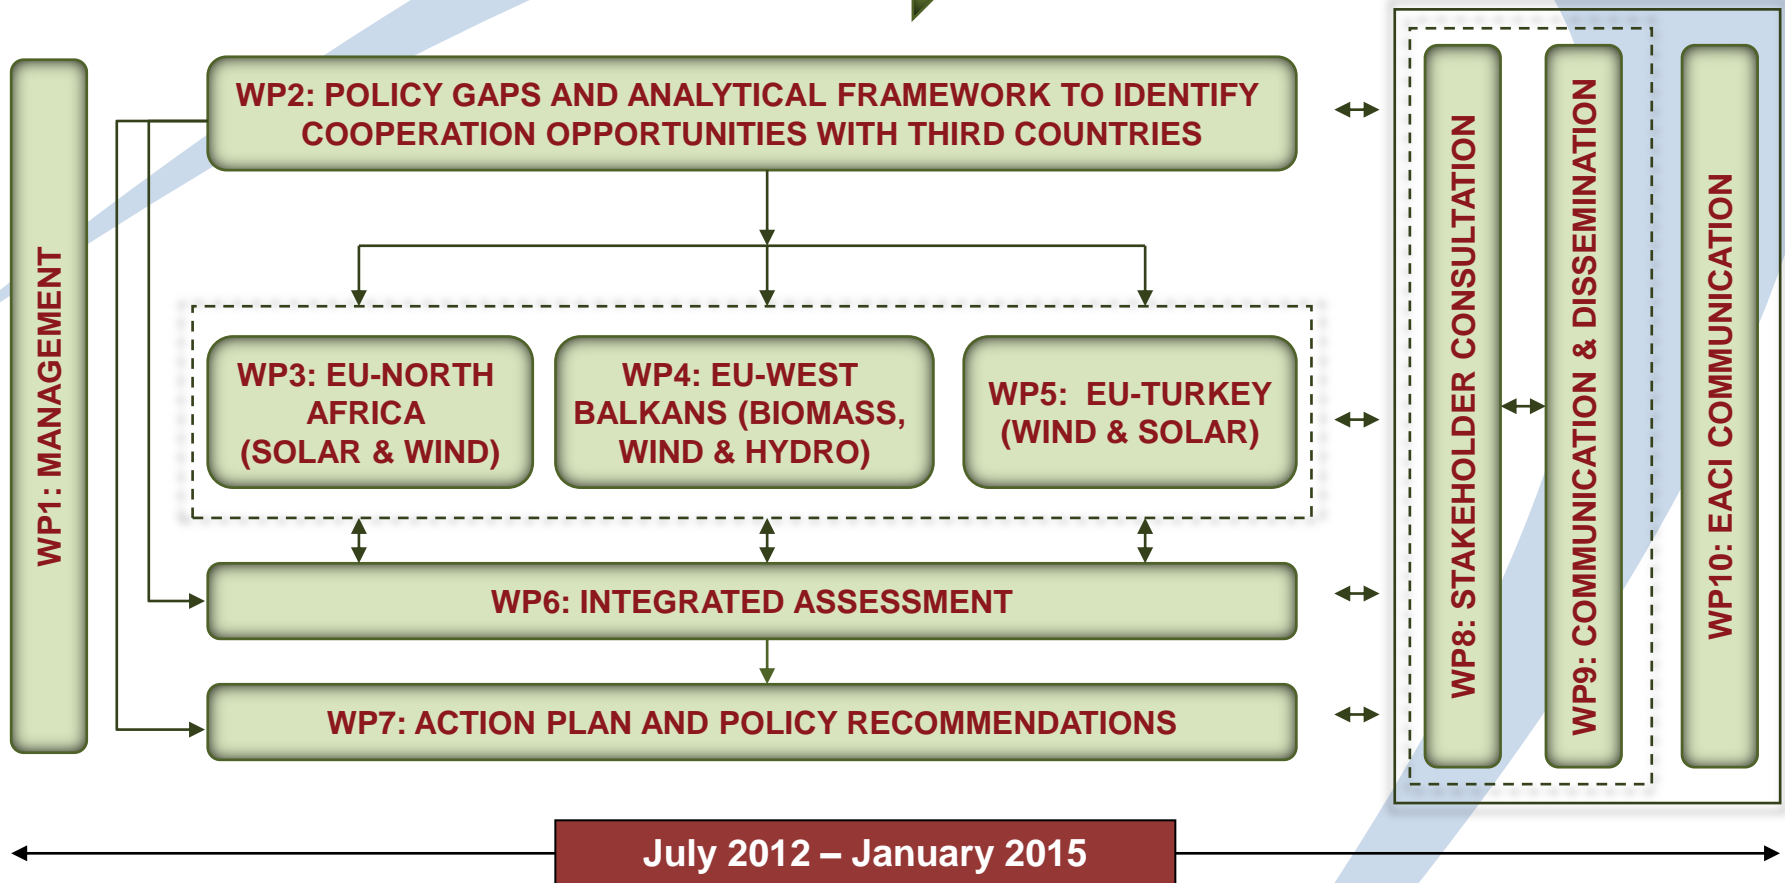 WP1: MANAGEMENT
WP2: POLICY GAPS AND ANALYTICAL FRAMEWORK TO IDENTIFY
COOPERATION OPPORTUNITIES WITH THIRD COUNTRIES
WP3: EU-NORTH
AFRICA
(SOLAR & WIND)
WP4: EU-WEST
BALKANS (BIOMASS,
WIND & HYDRO)
WP5: EU-TURKEY
(WIND & SOLAR)
WP6: INTEGRATED ASSESSMENT
WP7: ACTION PLAN AND POLICY RECOMMENDATIONS
WP8: STAKEHOLDER CONSULTATION
WP9: COMMUNICATION & DISSEMINATION
WP10: EACI COMMUNICATION
July 2012 – January 2015